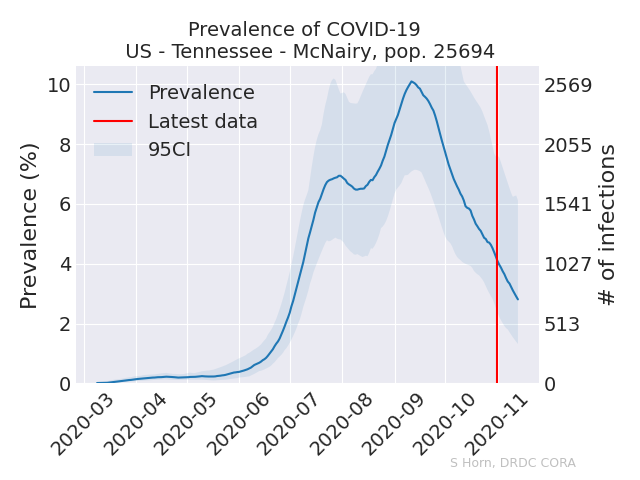 Prevalence of COVID-19
US - Tennessee - McNairy, pop. 25694
Prevalence
Latest data
95CI
Prevalence (%)
10
8
6
4
2
0
2569
2055
1541
1027
513
0
# of infections
2020-03
2020-04
2020-05
2020-06
2020-07
2020-08
2020-09
2020-10
2020-11
S Horn, DRDC CORA